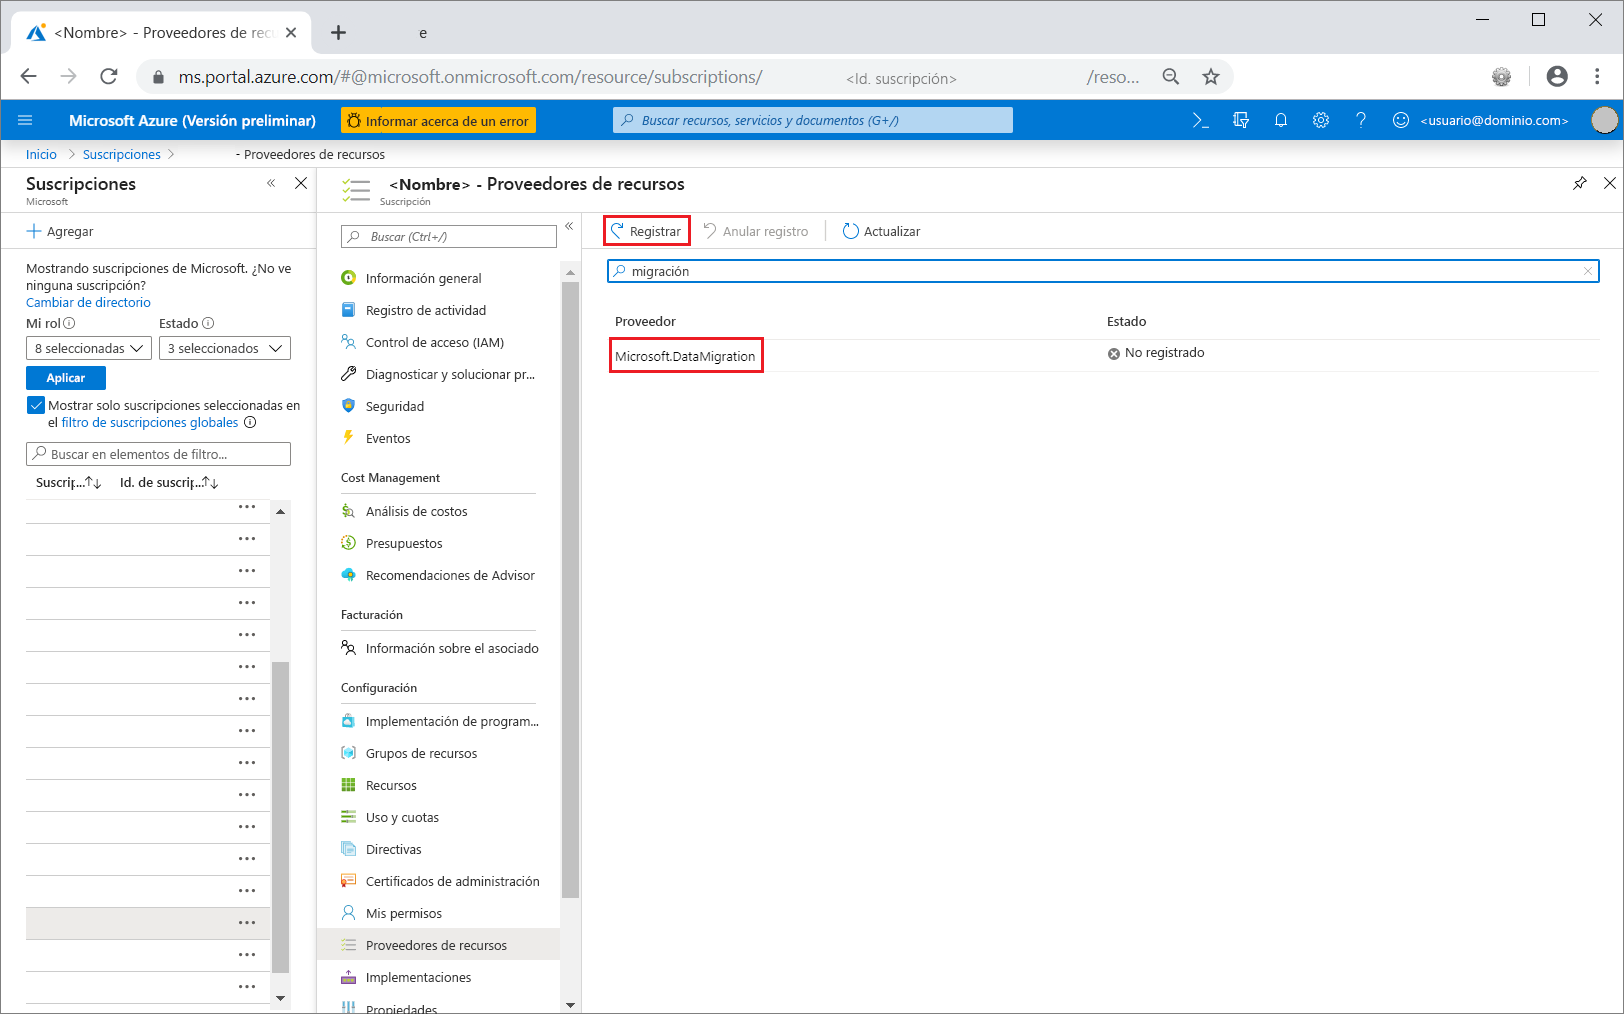 <Nombre> - Proveedores de recu
e
ms.portal.azure.com/#@microsoft.onmicrosoft.com/resource/subscriptions/ <Id. suscripción> /reso...
Microsoft Azure (Versión preliminar)
Informar acerca de un error
Buscar recursos, servicios y documentos (G+/)
<usuario@dominio.com>
Inicio > Suscripciones > - Proveedores de recursos
Suscripciones
Microsoft
Agregar
Mostrando suscripciones de Microsoft. ¿No ve
ninguna suscripción?
Cambiar de directorio
Mi rol Estado
8 seleccionadas 3 seleccionados
Aplicar
Mostrar solo suscripciones seleccionadas en
el filtro de suscripciones globales
Buscar en elementos de filtro...
Suscrip...↑↓ Id. de suscrip...↑↓
<Nombre> - Proveedores de recursos
Suscripción
Buscar (Ctrl+/)
Información general
Registro de actividad
Control de acceso (IAM)
Diagnosticar y solucionar pr...
Seguridad
Eventos
Cost Management
Análisis de costos
Presupuestos
Recomendaciones de Advisor
Facturación
Información sobre el asociado
Configuración
Implementación de program...
Grupos de recursos
Recursos
Uso y cuotas
Directivas
Certificados de administración
Mis permisos
Proveedores de recursos
Implementaciones
Propiedades
Registrar Anular registro Actualizar
migración
Proveedor Estado
Microsoft.DataMigration No registrado